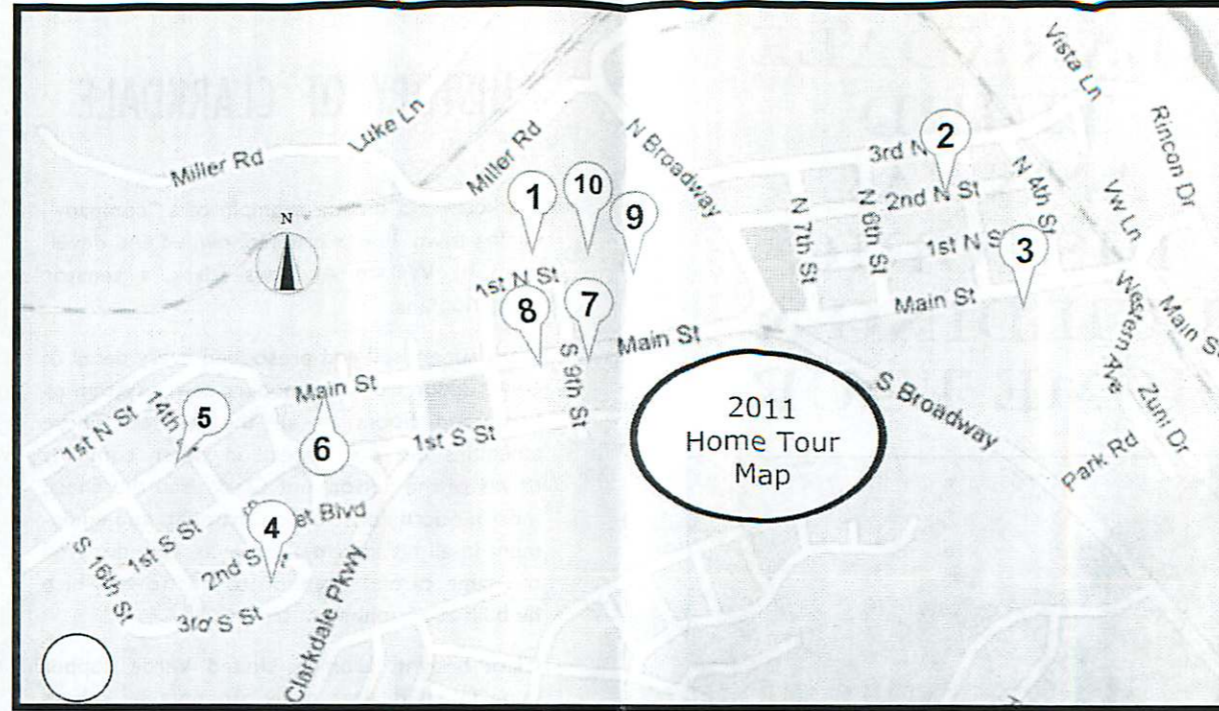 Vista Ln
Rincon Dr
Luke Ln
Miller Rd
Miller Rd
N Broadway
3rd N
2
2nd N St
N 4th St
Vw Ln
1
10
9
N 7th St
N 6th St
1st N S
3
1st N St
8
7
Main St
Main St
Western Ave
Main St
S 9th St
Main St
N
2011
Home Tour
Map
S Broadway
Zuni Dr
Park Rd
1st N St
14th
5
6
1st S St
4
et Blvd
1st S St
2nd S
S 16th St
3rd S St
Clarkdale Pkwy